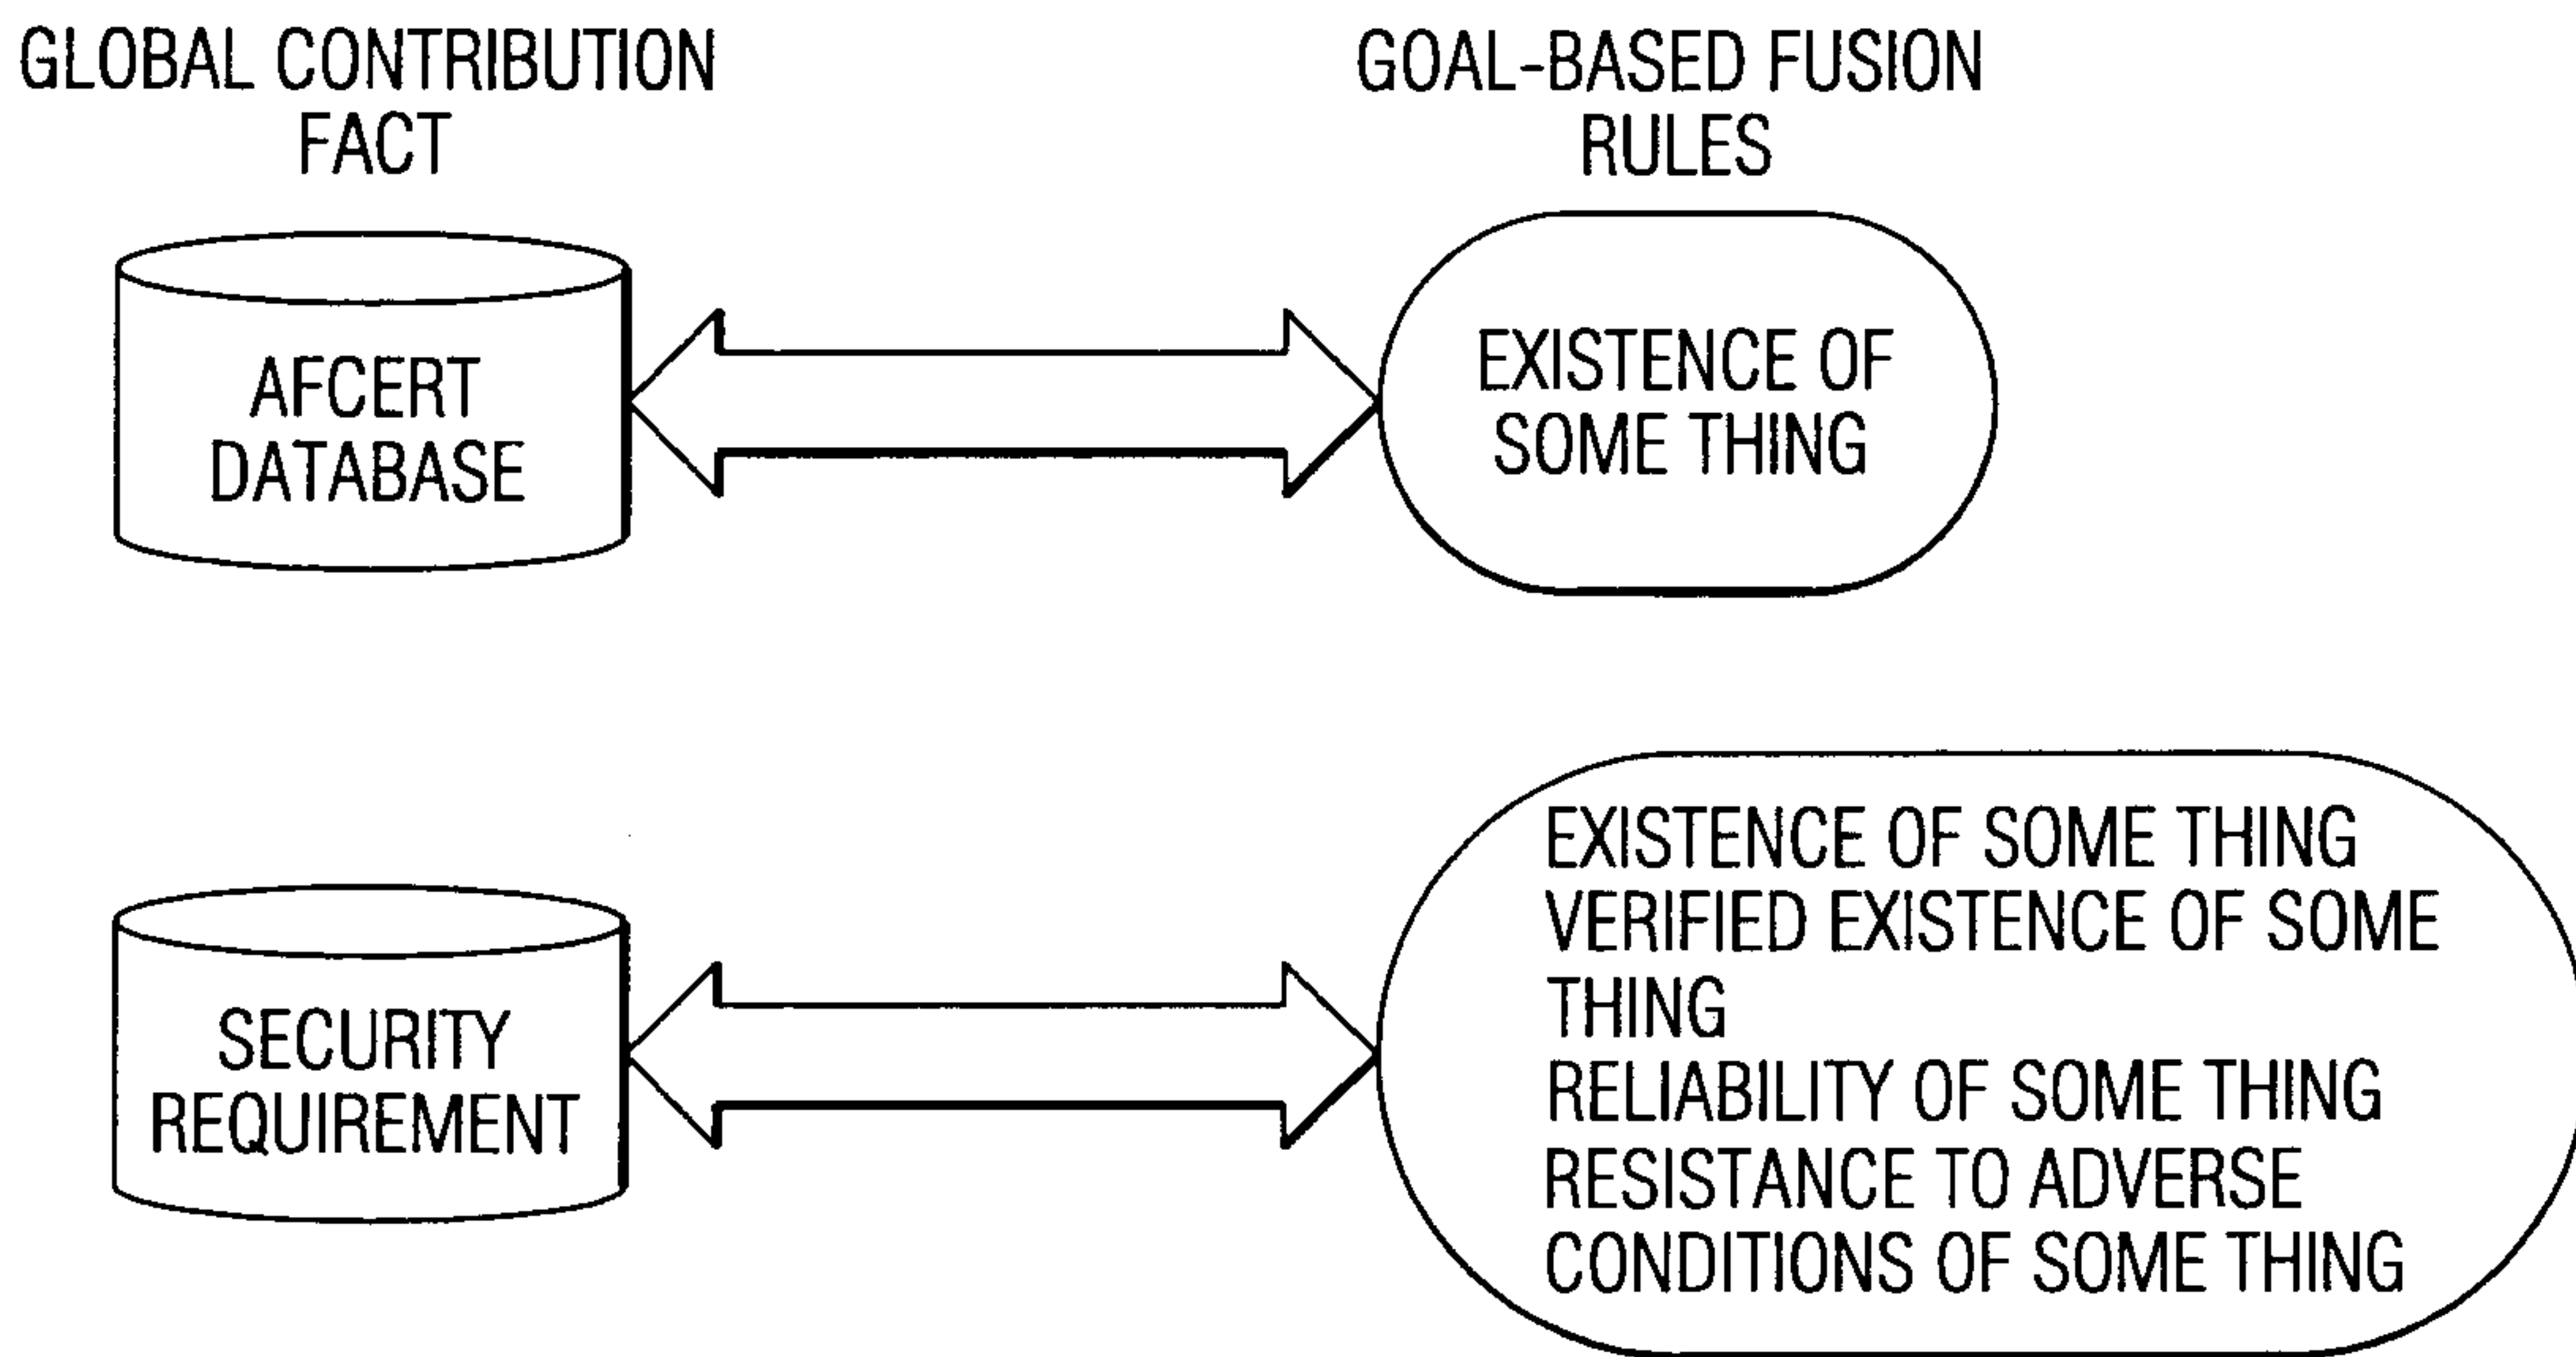 GLOBAL CONTRIBUTION
FACT
GOAL-BASED FUSION
RULES
AFCERT
DATABASE
EXISTENCE OF
SOME THING
SECURITY
REQUIREMENT
EXISTENCE OF SOME THING
VERIFIED EXISTENCE OF SOME
THING
RELIABILITY OF SOME THING
RESISTANCE TO ADVERSE
CONDITIONS OF SOME THING